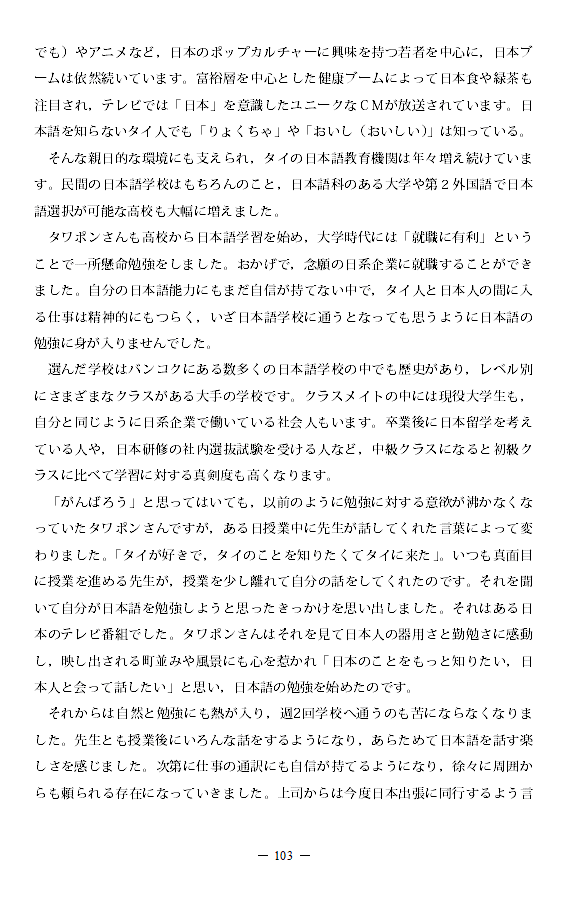 でも）やアニメなど，日本のポップカルチャーに興味を持つ若者を中心に，日本ブ
ームは依然続いています。富裕層を中心とした健康ブームによって日本食や緑茶も
注目され，テレビでは「日本」を意識したユニークなＣＭが放送されています。日
本語を知らないタイ人でも「りょくちゃ」や「おいし（おいしい）」は知っている。
　そんな親日的な環境にも支えられ，タイの日本語教育機関は年々増え続けていま
す。民間の日本語学校はもちろんのこと，日本語科のある大学や第２外国語で日本
語選択が可能な高校も大幅に増えました。
　タワポンさんも高校から日本語学習を始め，大学時代には「就職に有利」という
ことで一所懸命勉強をしました。おかげで，念願の日系企業に就職することができ
ました。自分の日本語能力にもまだ自信が持てない中で，タイ人と日本人の間に入
る仕事は精神的にもつらく，いざ日本語学校に通うとなっても思うように日本語の
勉強に身が入りませんでした。
　選んだ学校はバンコクにある数多くの日本語学校の中でも歴史があり，レベル別
にさまざまなクラスがある大手の学校です。クラスメイトの中には現役大学生も，
自分と同じように日系企業で働いている社会人もいます。卒業後に日本留学を考え
ている人や，日本研修の社内選抜試験を受ける人など，中級クラスになると初級ク
ラスに比べて学習に対する真剣度も高くなります。
　「がんばろう」と思ってはいても，以前のように勉強に対する意欲が沸かなくな
っていたタワポンさんですが，ある日授業中に先生が話してくれた言葉によって変
わりました。「タイが好きで，タイのことを知りたくてタイに来た」。いつも真面目
に授業を進める先生が，授業を少し離れて自分の話をしてくれたのです。それを聞
いて自分が日本語を勉強しようと思ったきっかけを思い出しました。それはある日
本のテレビ番組でした。タワポンさんはそれを見て日本人の器用さと勤勉さに感動
し，映し出される町並みや風景にも心を惹かれ「日本のことをもっと知りたい，日
本人と会って話したい」と思い，日本語の勉強を始めたのです。
　それからは自然と勉強にも熱が入り，週2回学校へ通うのも苦にならなくなりま
した。先生とも授業後にいろんな話をするようになり，あらためて日本語を話す楽
しさを感じました。次第に仕事の通訳にも自信が持てるようになり，徐々に周囲か
らも頼られる存在になっていきました。上司からは今度日本出張に同行するよう言
― 103 ―